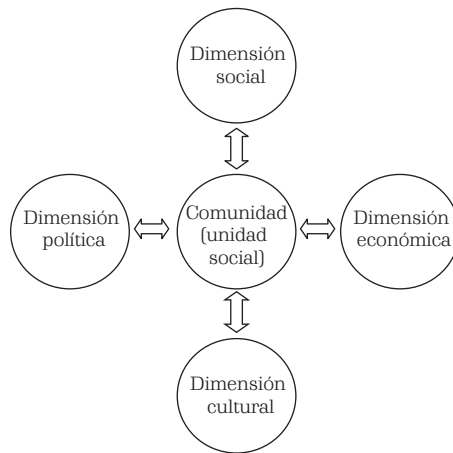 Dimensión
social
Dimensión
política
Comunidad
(unidad
social)
Dimensión
económica
Dimensión
cultural